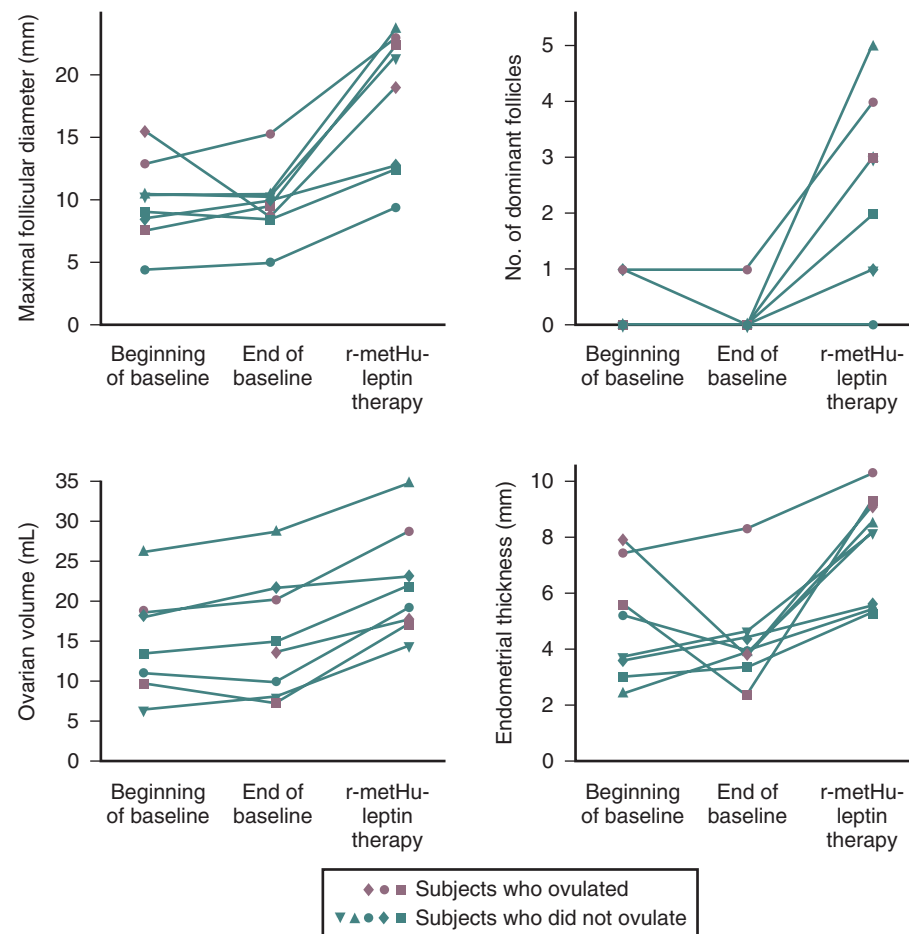 Maximal follicular diameter (mm)
20
15
10
5
0
Beginning
of baseline
End of
baseline
r-metHu-
leptin
therapy
No. of dominant follicles
5
4
3
2
1
0
Beginning
of baseline
End of
baseline
r-metHu-
leptin
therapy
Ovarian volume (mL)
35
30
25
20
15
10
5
0
Beginning
of baseline
End of
baseline
r-metHu-
leptin
therapy
Endometrial thickness (mm)
10
8
6
4
2
0
Beginning
of baseline
End of
baseline
r-metHu-
leptin
therapy
Subjects who ovulated
Subjects who did not ovulate